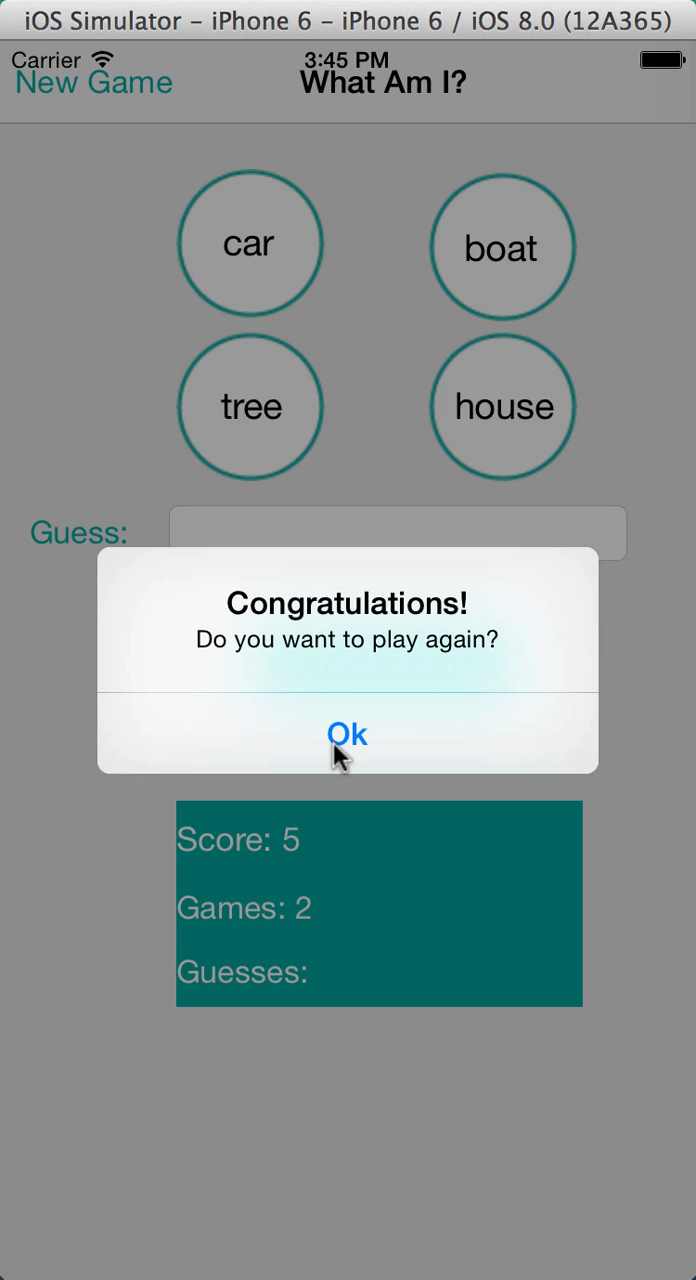 iOS Simulator – iPhone 6 – iPhone 6 / iOS 8.0 (12A365)
Carrier 3:45 PM
New Game What Am I?
car boat
tree house
Guess:
Congratulations!
Do you want to play again?
Ok
Score: 5
Games: 2
Guesses: